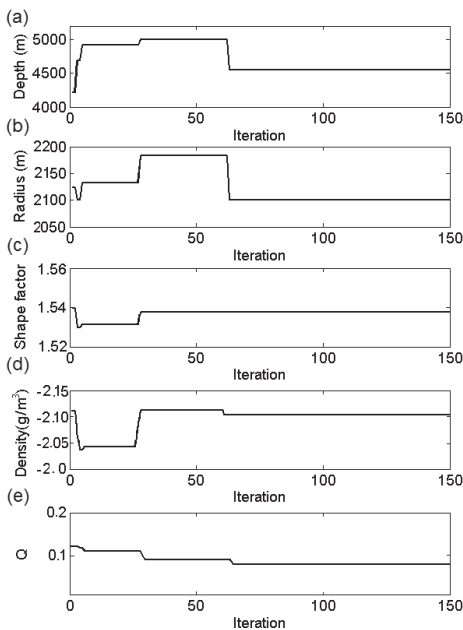 (a)
5000
4500
4000
Depth (m)
0
50
100
150
Iteration
(b)
2200
2150
2100
2050
Radius (m)
0
50
100
150
Iteration
(c)
1.56
1.54
1.52
Shape factor
0
50
100
150
Iteration
(d)
-2.15
-2.10
-2.05
-2.0
Density(g/m³)
0
50
100
150
Iteration
(e)
0.2
0.1
Q
0
50
100
150
Iteration